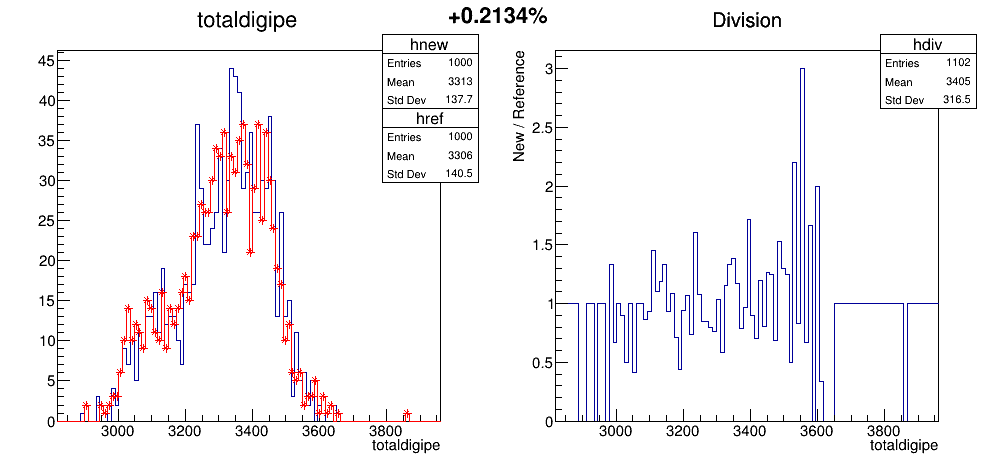 +0.2134%
totaldigipe
hnew
Entries 1000
Mean 3313
Std Dev 137.7
href
Entries 1000
Mean 3306
Std Dev 140.5
45
40
35
30
25
20
15
10
5
0
3000 3200 3400 3600 3800
totaldigipe
Division
hdiv
Entries 1102
Mean 3405
Std Dev 316.5
New / Reference
3
2.5
2
1.5
1
0.5
0
3000 3200 3400 3600 3800
totaldigipe